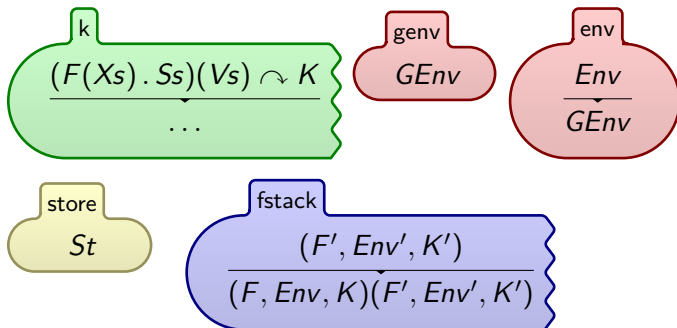 k
(F(Xs) . Ss)(Vs) ↷ K
. . .
genv
GEnv
env
Env
GEnv
store
St
fstack
(F′, Env′, K′)
(F, Env, K)(F′, Env′, K′)